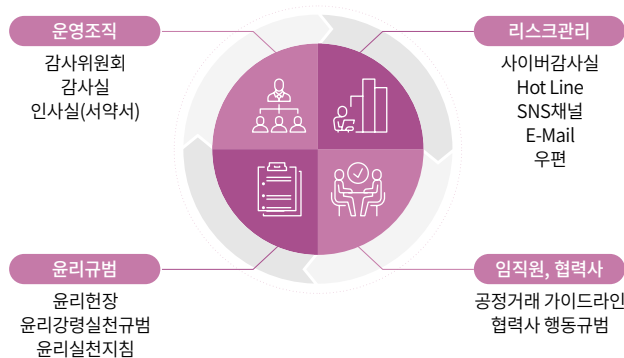 운영조직
감사위원회
감사실
인사실(서약서)
리스크관리
사이버감사실
Hot Line
SNS채널
E-Mail
우편
윤리규범
윤리헌장
윤리강령실천규범
윤리실천지침
임직원, 협력사
공정거래 가이드라인
협력사 행동규범